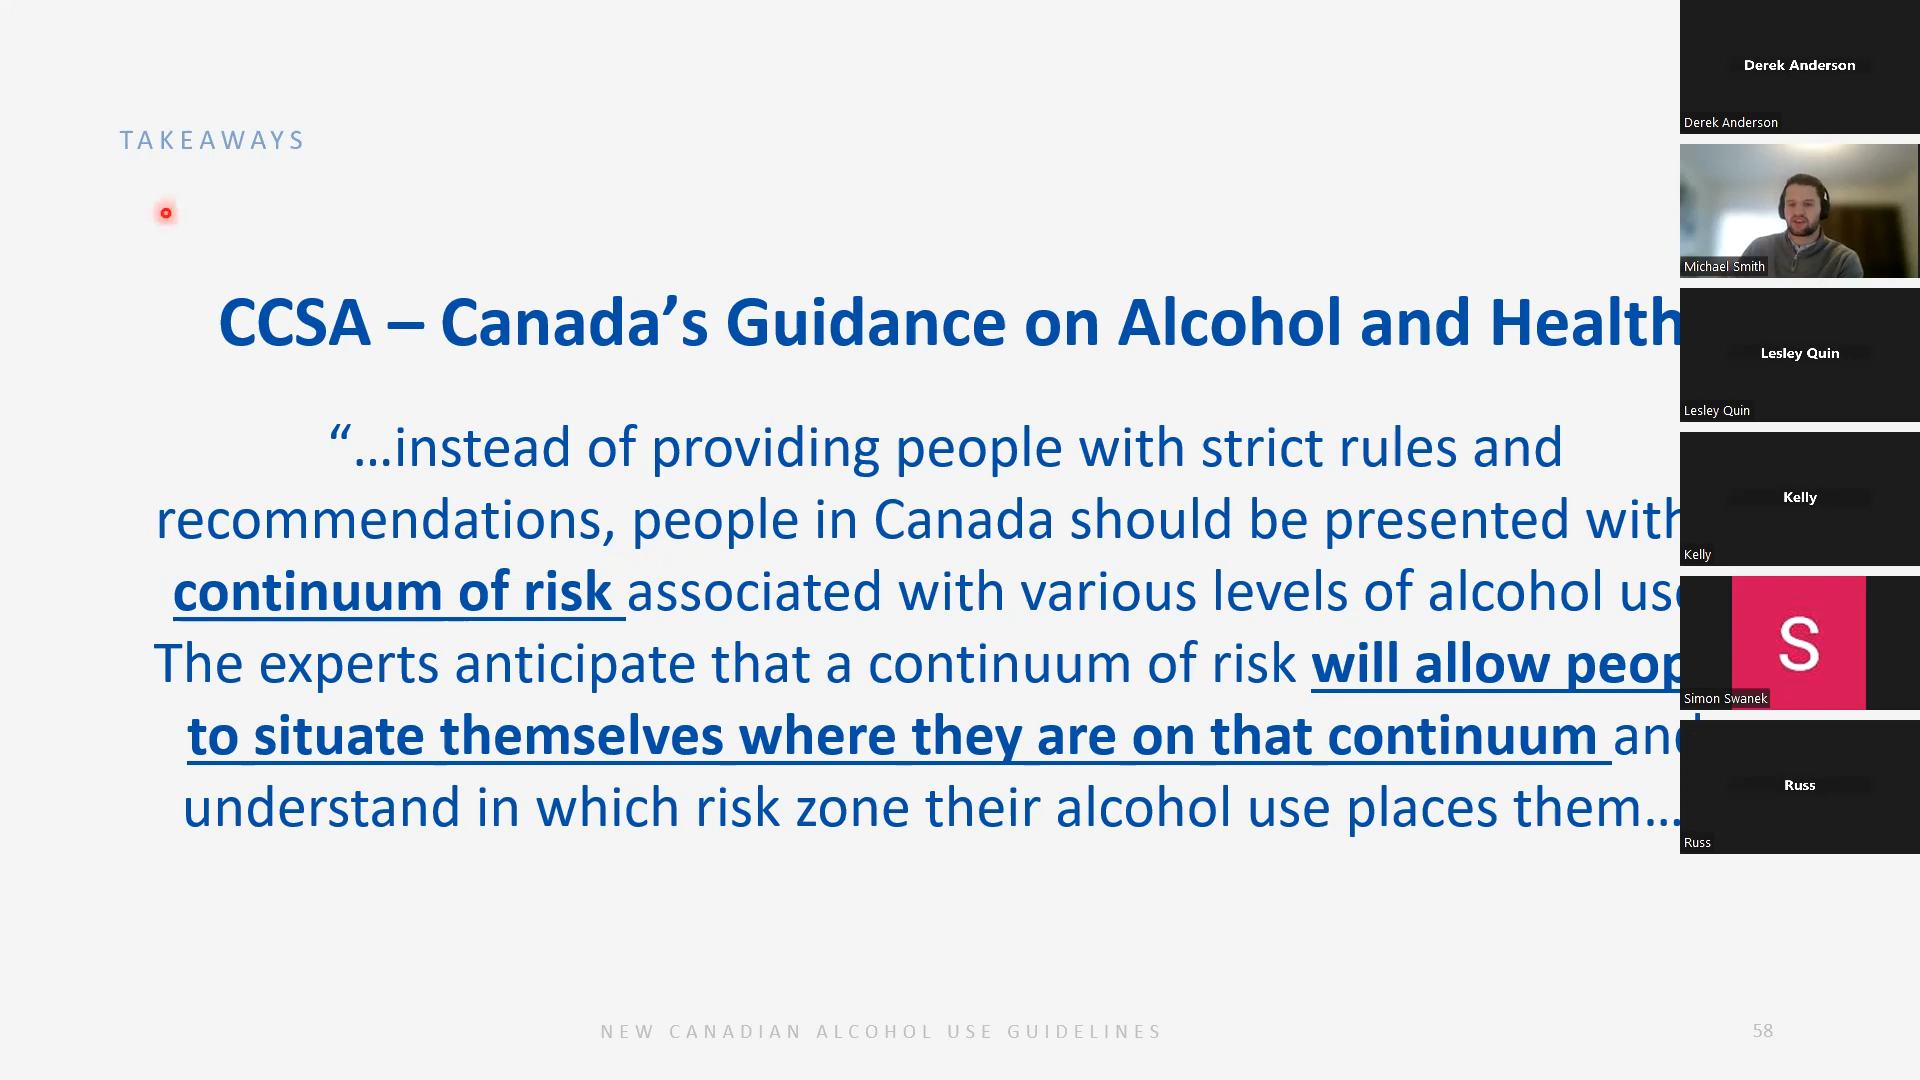 TAKEAWAYS
CCSA – Canada’s Guidance on Alcohol and Health
“…instead of providing people with strict rules and
recommendations, people in Canada should be presented with
continuum of risk associated with various levels of alcohol use
The experts anticipate that a continuum of risk will allow
to situate themselves where they are on that continuum and
understand in which risk zone their alcohol use places them…
NEW CANADIAN ALCOHOL USE GUIDELINES
58
Derek Anderson
Derek Anderson
Michael Smith
Lesley Quin
Lesley Quin
Kelly
Kelly
S
Simon Swanek
Russ
Russ